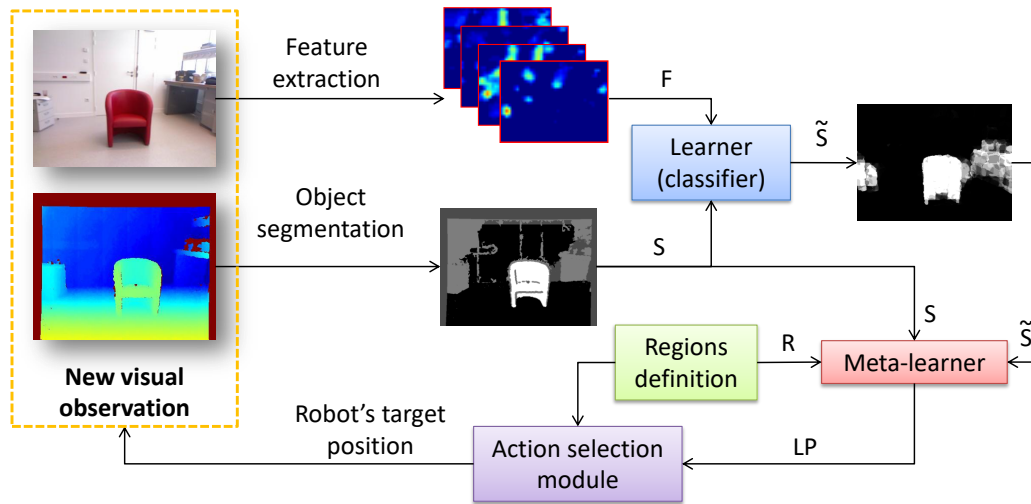 Feature
extraction
F
Learner
(classifier)
S̃
Object
segmentation
S
S
S̃
Regions
definition
R
Meta-learner
New visual
observation
Robot's target
position
Action selection
module
LP